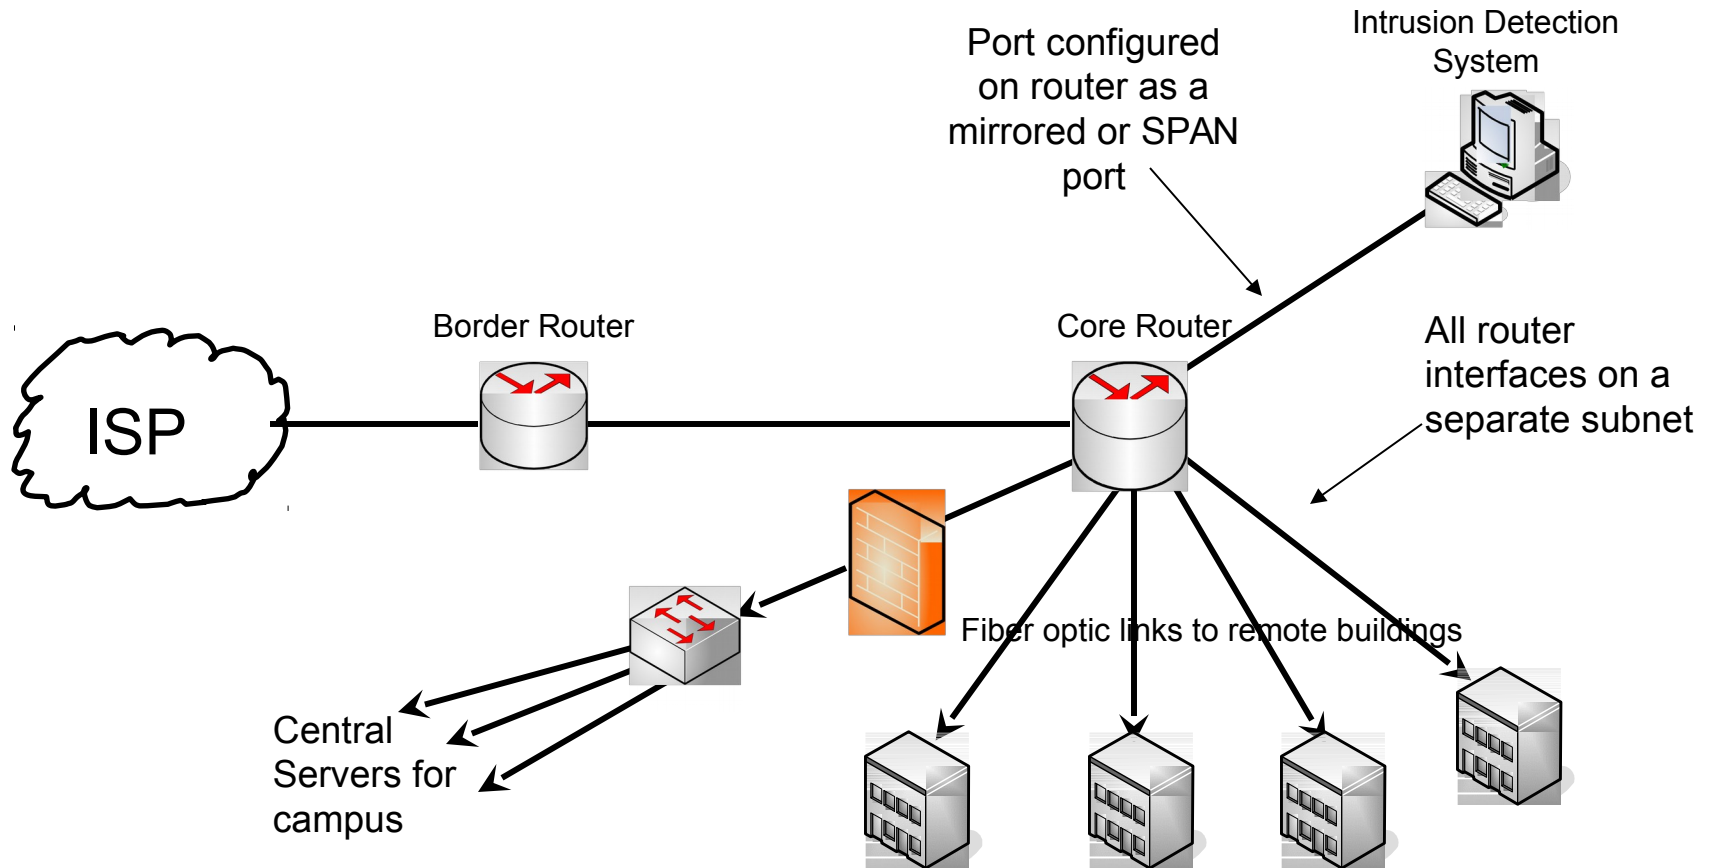 Port configured
on router as a
mirrored or SPAN
port
Intrusion Detection
System
Border Router
Core Router
All router
interfaces on a
separate subnet
ISP
Fiber optic links to remote buildings
Central
Servers for
campus